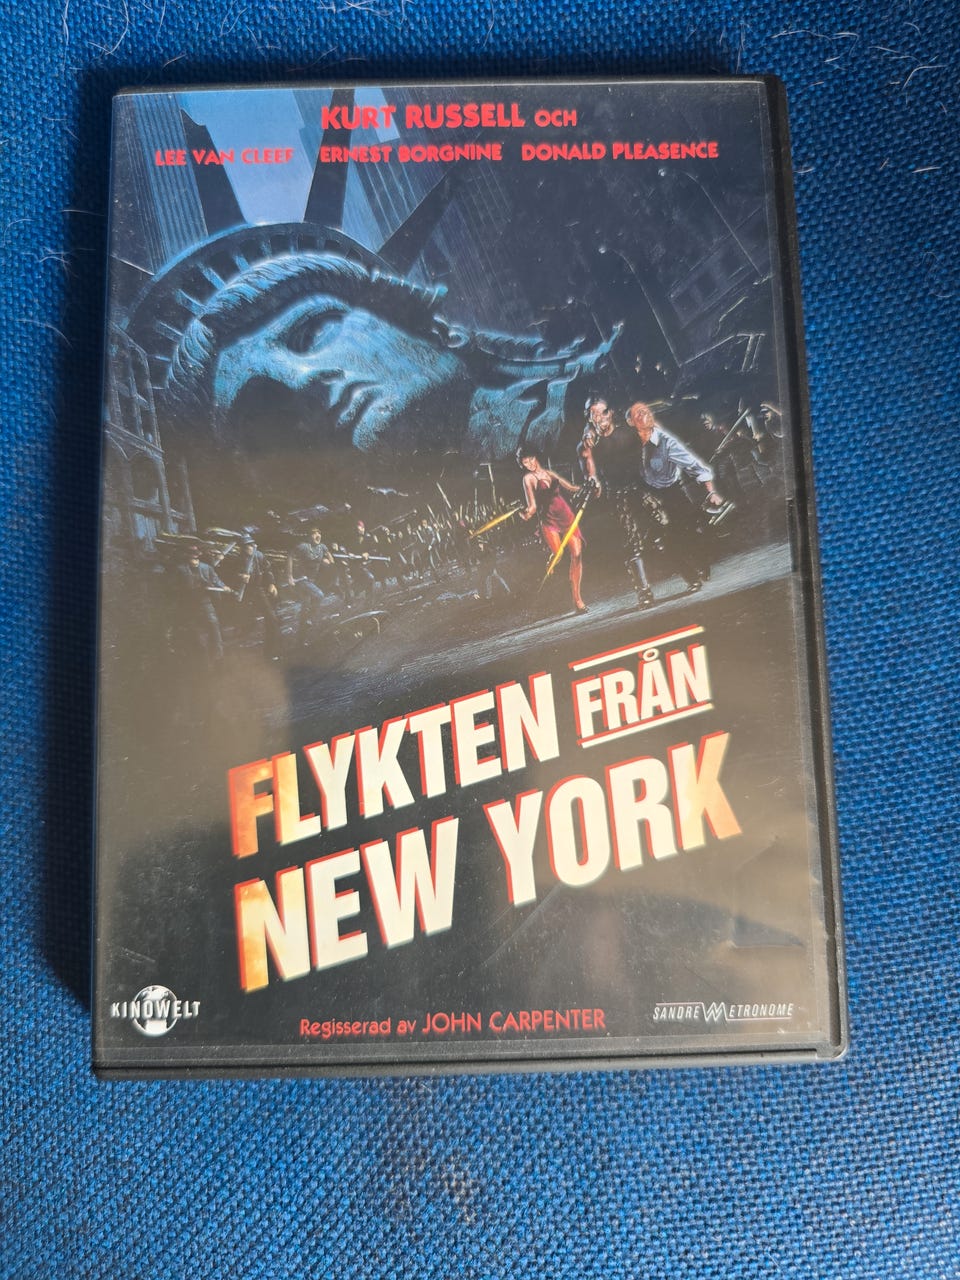 KURT RUSSELL OCH
LEE VAN CLEEF ERNEST BORGNINE DONALD PLEASENCE
FLYKTEN FRÅN
NEW YORK
KINOWELT
Regisserad av JOHN CARPENTER
SANDRE METRONOME